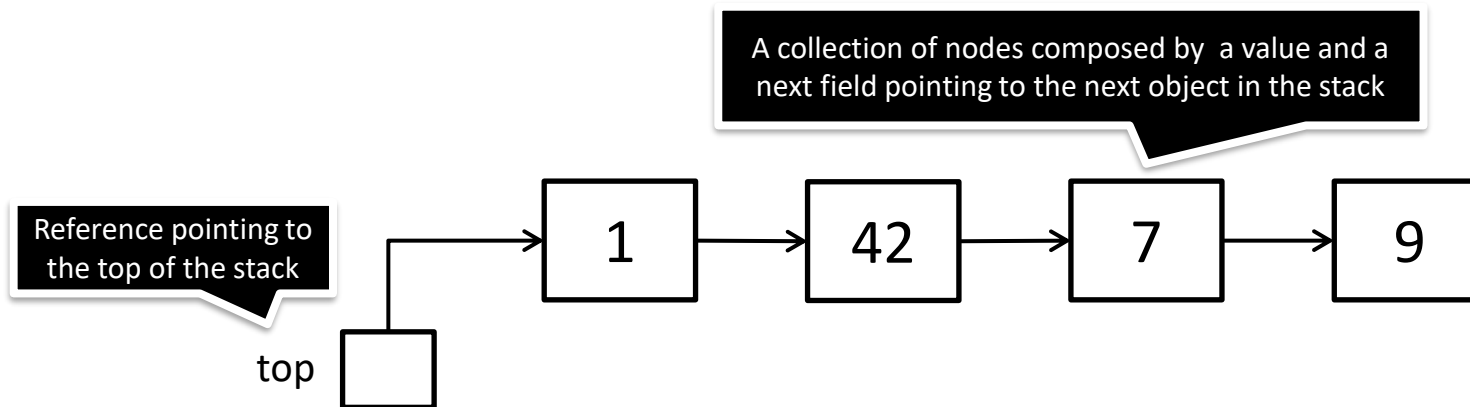 A collection of nodes composed by a value and a
next field pointing to the next object in the stack
Reference pointing to
the top of the stack
1
42
7
9
top